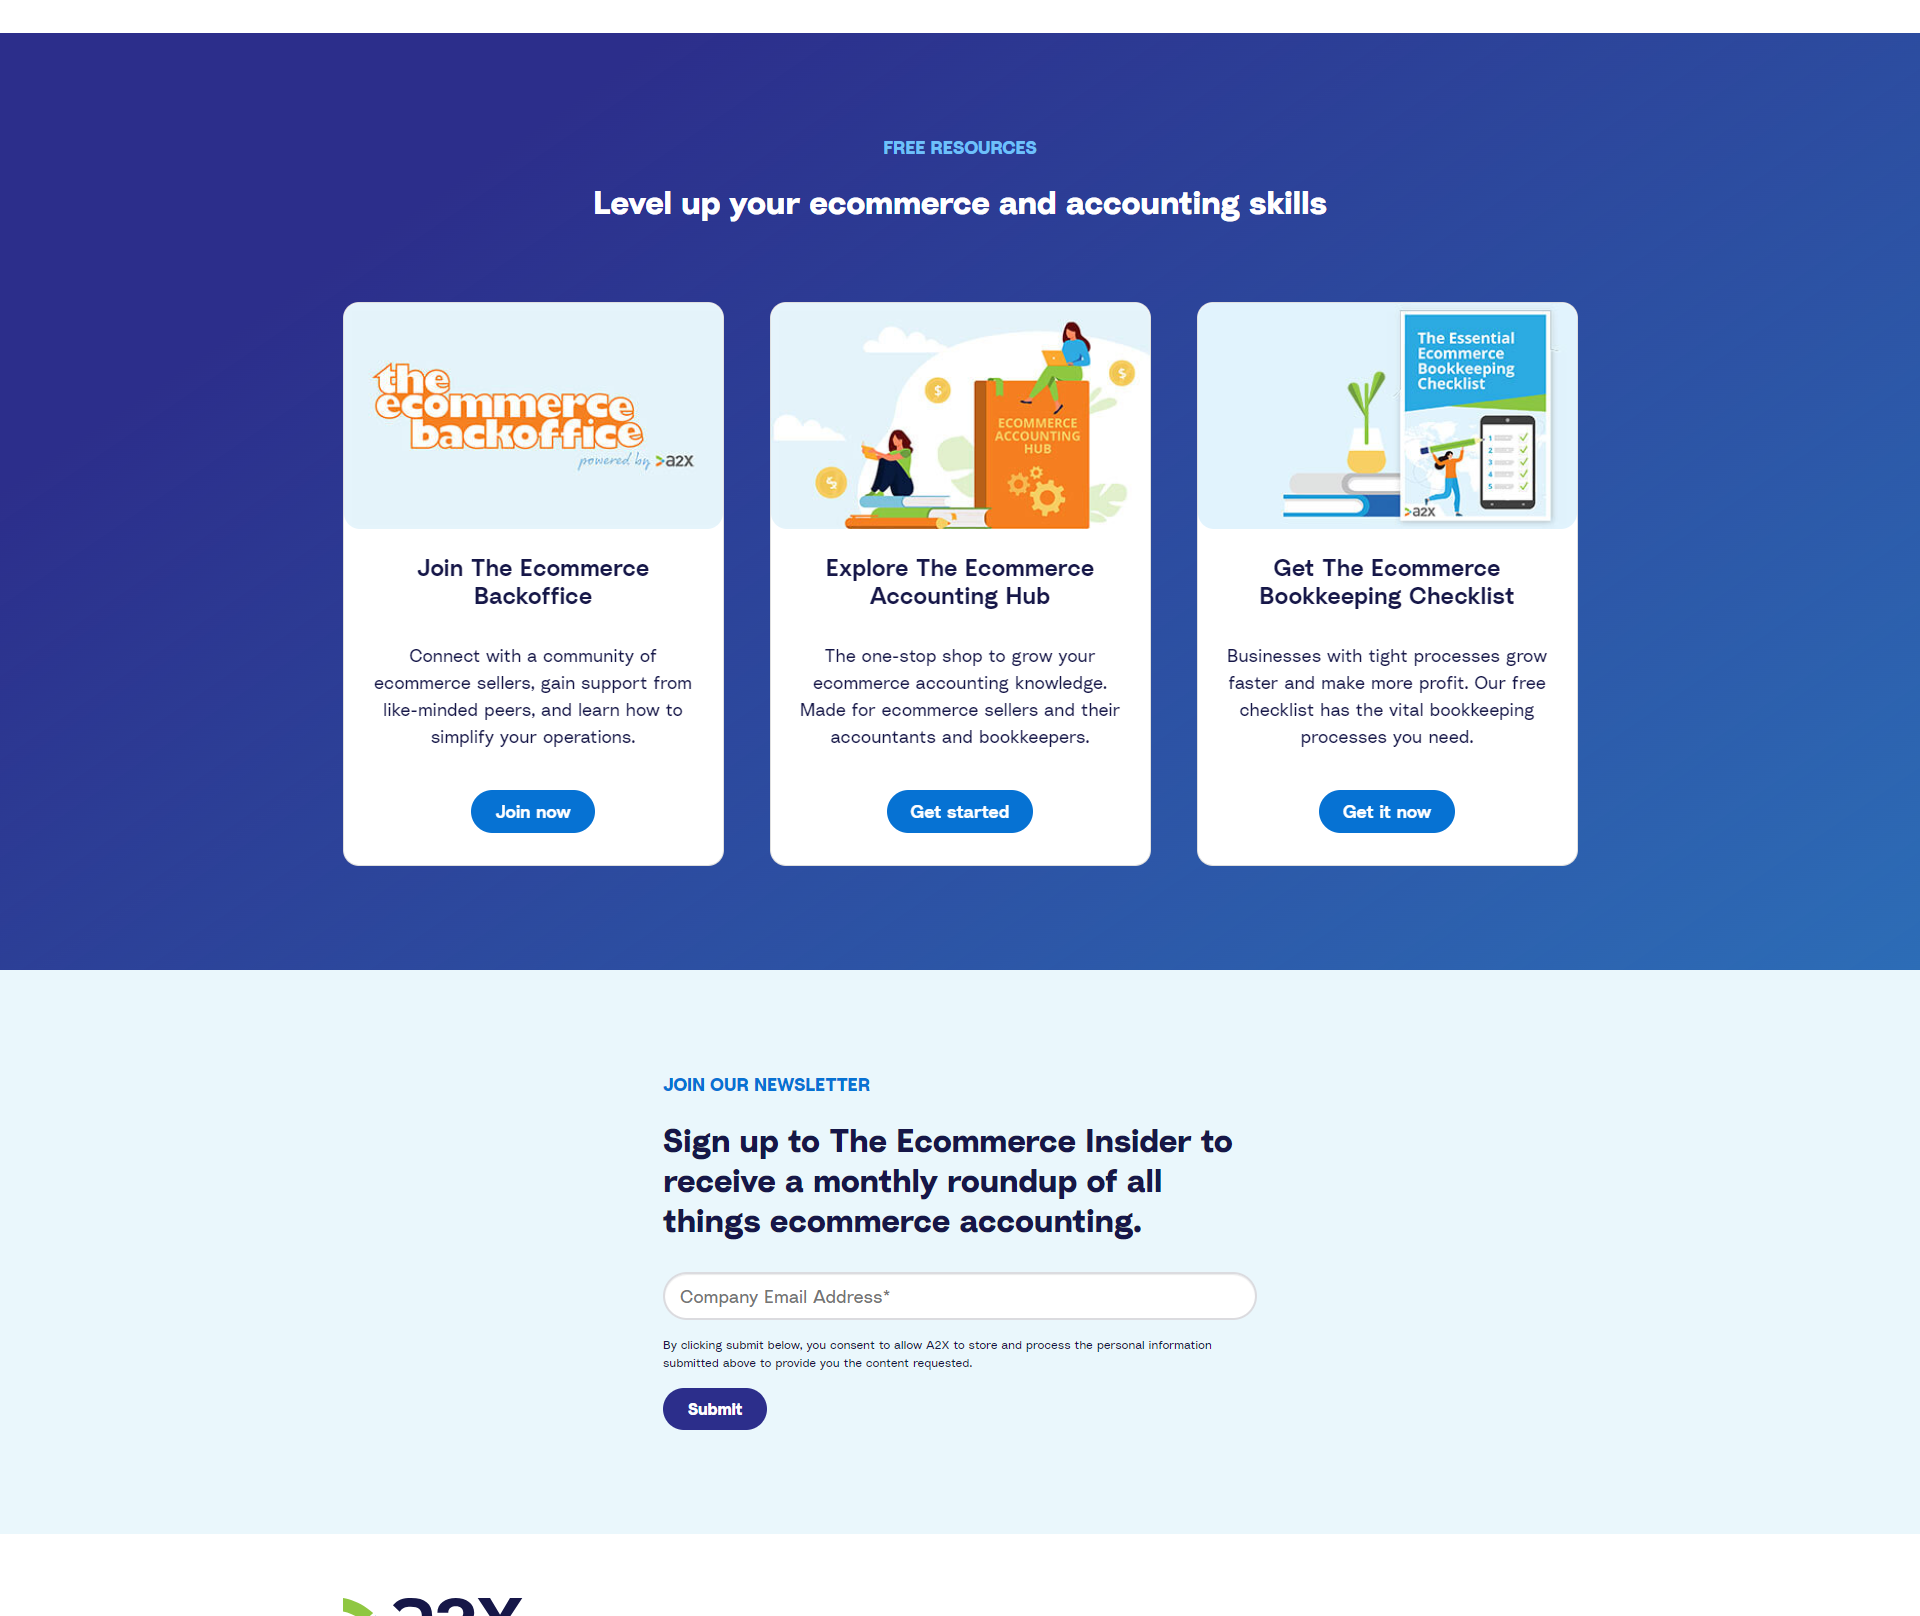 FREE RESOURCES
Level up your ecommerce and accounting skills
the
ecommerce
backoffice
powered by a2x
Join The Ecommerce
Backoffice
Connect with a community of
ecommerce sellers, gain support from
like-minded peers, and learn how to
simplify your operations.
Join now
$
$
$
ECOMMERCE
ACCOUNTING
HUB
Explore The Ecommerce
Accounting Hub
The one-stop shop to grow your
ecommerce accounting knowledge.
Made for ecommerce sellers and their
accountants and bookkeepers.
Get started
The Essential
Ecommerce
Bookkeeping
Checklist
1
2
3
4
5
a2x
Get The Ecommerce
Bookkeeping Checklist
Businesses with tight processes grow
faster and make more profit. Our free
checklist has the vital bookkeeping
processes you need.
Get it now
JOIN OUR NEWSLETTER
Sign up to The Ecommerce Insider to
receive a monthly roundup of all
things ecommerce accounting.
Company Email Address*
By clicking submit below, you consent to allow A2X to store and process the personal information
submitted above to provide you the content requested.
Submit
a2x